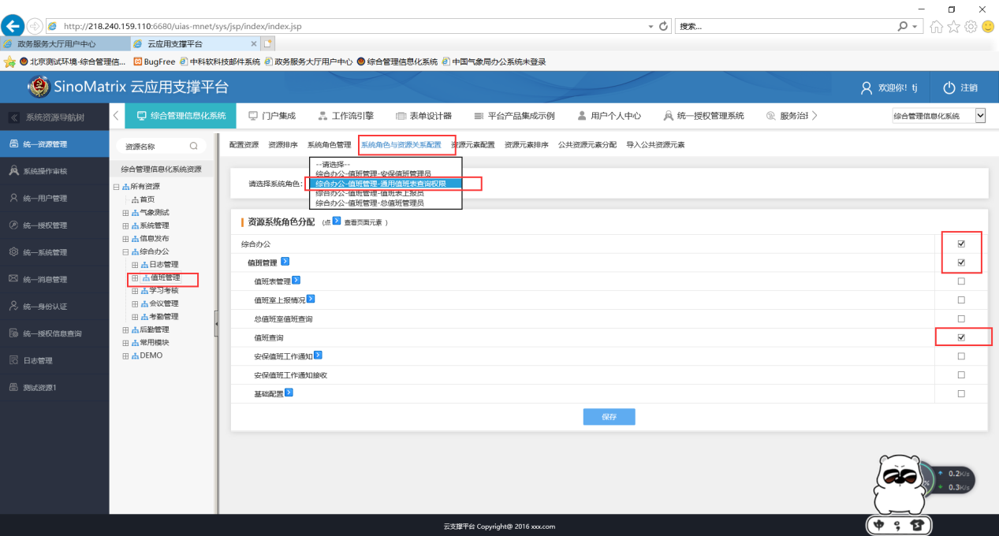 http://218.240.159.110:6680/uias-mnet/sys/jsp/index/index.jsp
搜索...
政务服务大厅用户中心
云应用支撑平台
北京测试环境-综合管理信...
BugFree
中科软科技邮件系统
政务服务大厅用户中心
综合管理信息化系统
中国气象局办公系统未登录
SinoMatrix 云应用支撑平台
欢迎你! tj
注销
系统资源导航树
综合管理信息化系统
门户集成
工作流引擎
表单设计器
平台产品集成示例
用户个人中心
统一授权管理系统
服务治
综合管理信息化系统
统一资源管理
系统操作审核
统一用户管理
统一授权管理
统一系统管理
统一消息管理
统一身份认证
统一授权信息查询
日志管理
测试资源1
资源名称
综合管理信息化系统资源
所有资源
首页
气象测试
系统管理
信息发布
综合办公
日志管理
值班管理
学习考核
会议管理
考勤管理
后勤管理
常用模块
DEMO
配置资源
资源排序
系统角色管理
系统角色与资源关系配置
资源元素配置
资源元素排序
公共资源元素分配
导入公共资源元素
请选择系统角色:
--请选择--
综合办公-值班管理-安保值班管理员
综合办公-值班管理-通用值班表查询权限
综合办公-值班管理-值班表上报员
综合办公-值班管理-总值班管理员
资源系统角色分配 (点 查看页面元素 )
综合办公
值班管理
值班表管理
值班室上报情况
总值班室值班查询
值班查询
安保值班工作通知
安保值班工作通知接收
基础配置
保存
0.2K/s
0.3K/s
中
云支撑平台 Copyright@ 2016 xxx.com